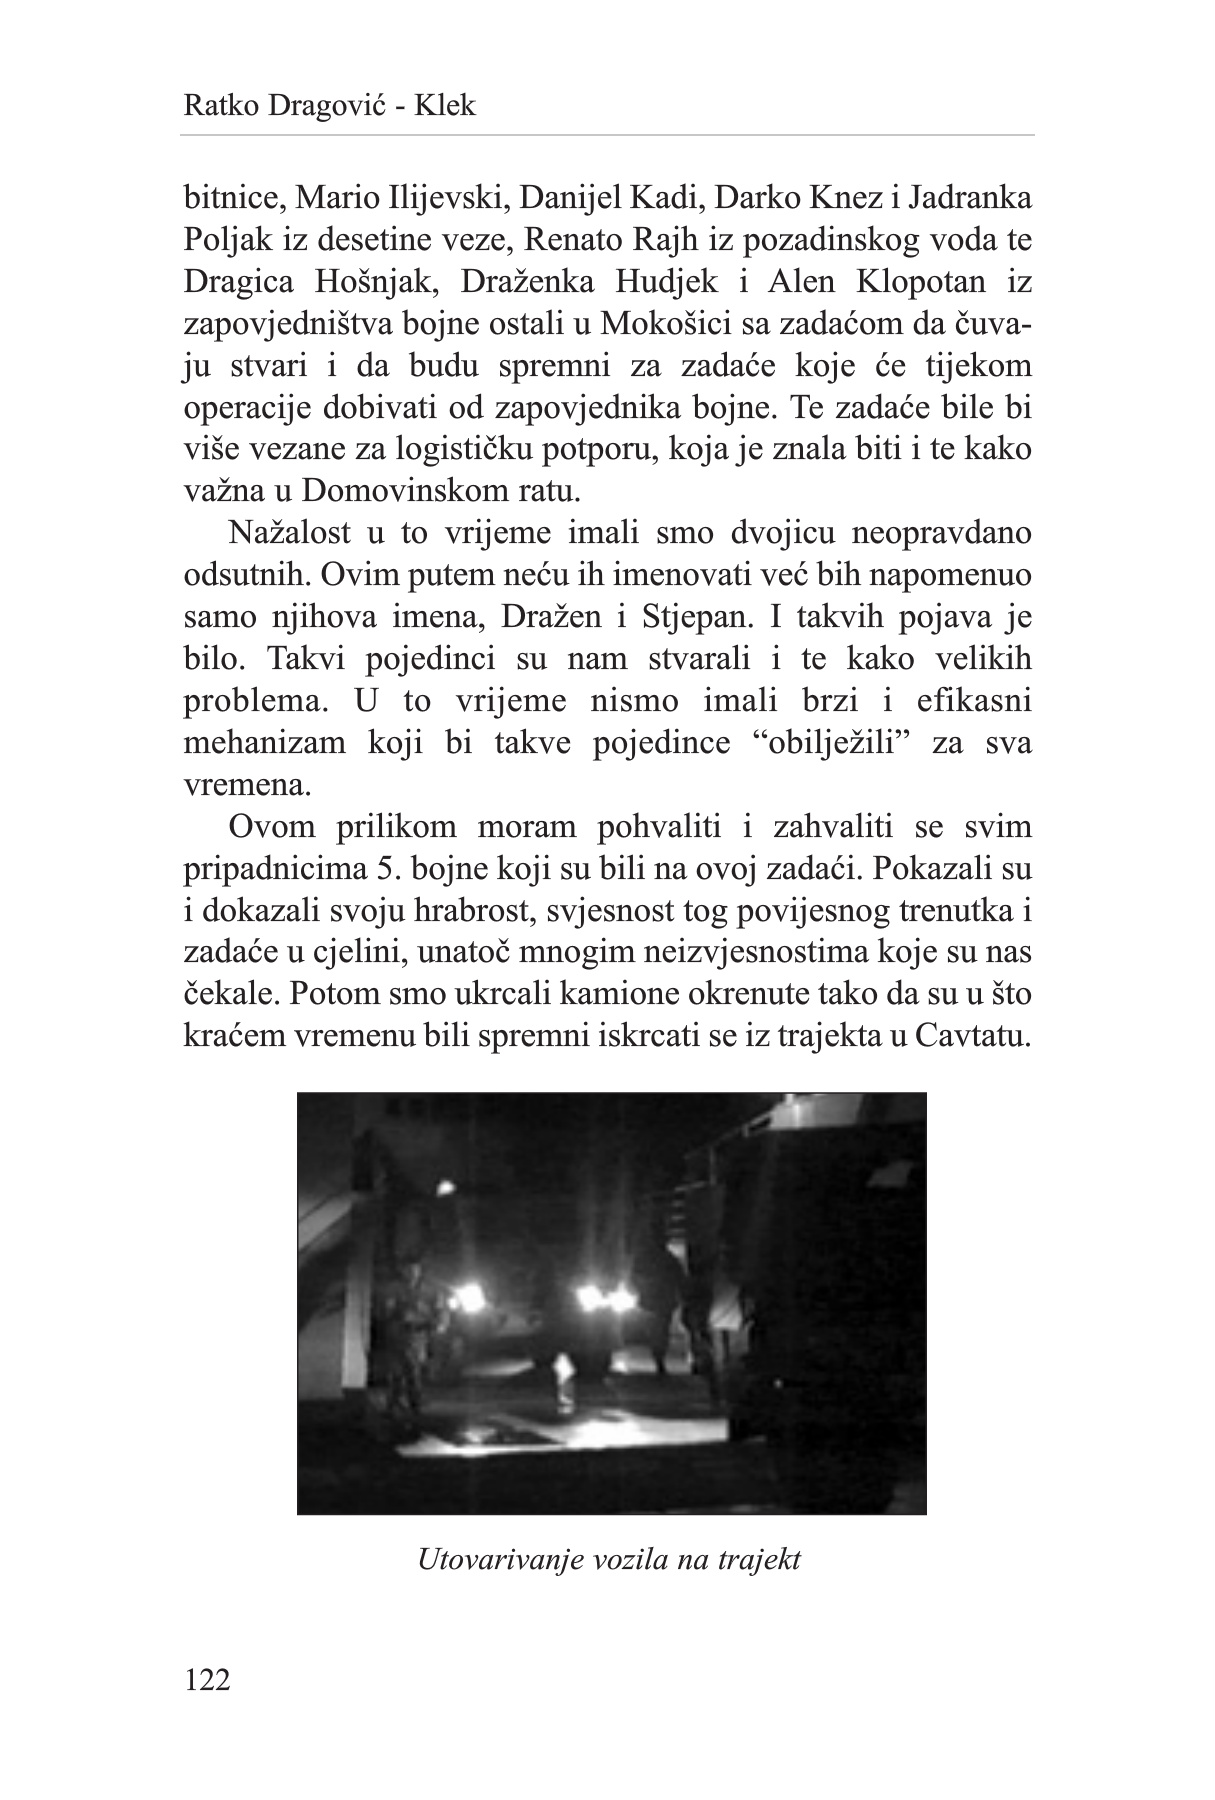 Ratko Dragović - Klek
bitnice, Mario Ilijevski, Danijel Kadi, Darko Knez i Jadranka
Poljak iz desetine veze, Renato Rajh iz pozadinskog voda te
Dragica Hošnjak, Draženka Hudjek i Alen Klopotan iz
zapovjedništva bojne ostali u Mokošici sa zadaćom da čuva-
ju stvari i da budu spremni za zadaće koje će tijekom
operacije dobivati od zapovjednika bojne. Te zadaće bile bi
više vezane za logističku potporu, koja je znala biti i te kako
važna u Domovinskom ratu.
Nažalost u to vrijeme imali smo dvojicu neopravdano
odsutnih. Ovim putem neću ih imenovati već bih napomenuo
samo njihova imena, Dražen i Stjepan. I takvih pojava je
bilo. Takvi pojedinci su nam stvarali i te kako velikih
problema. U to vrijeme nismo imali brzi i efikasni
mehanizam koji bi takve pojedince “obilježili” za sva
vremena.
Ovom prilikom moram pohvaliti i zahvaliti se svim
pripadnicima 5. bojne koji su bili na ovoj zadaći. Pokazali su
i dokazali svoju hrabrost, svjesnost tog povijesnog trenutka i
zadaće u cjelini, unatoč mnogim neizvjesnostima koje su nas
čekale. Potom smo ukrcali kamione okrenute tako da su u što
kraćem vremenu bili spremni iskrcati se iz trajekta u Cavtatu.
Utovarivanje vozila na trajekt
122